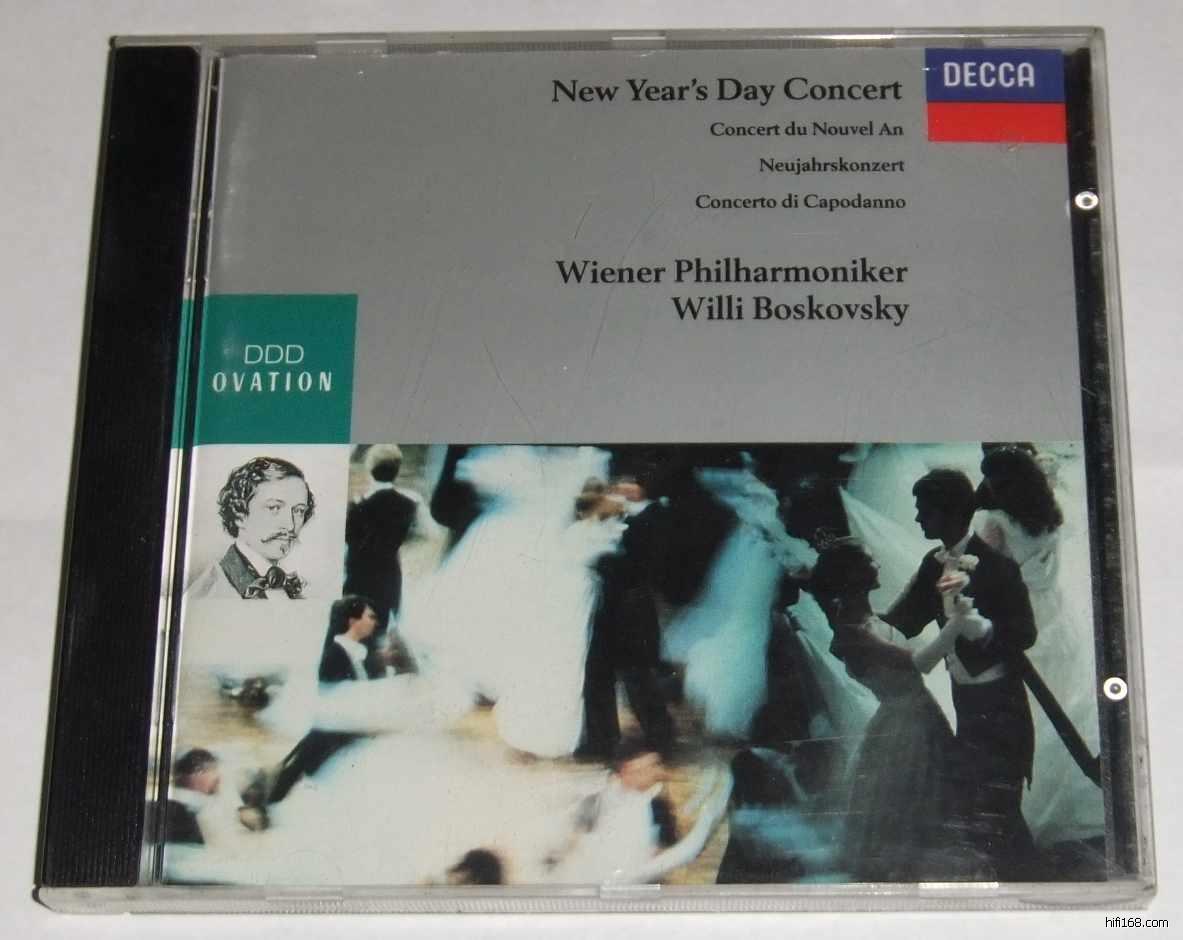 New Year's Day Concert
Concert du Nouvel An
Neujahrskonzert
Concerto di Capodanno
DECCA
Wiener Philharmoniker
Willi Boskovsky
DDD
OVATION
hifi168.com